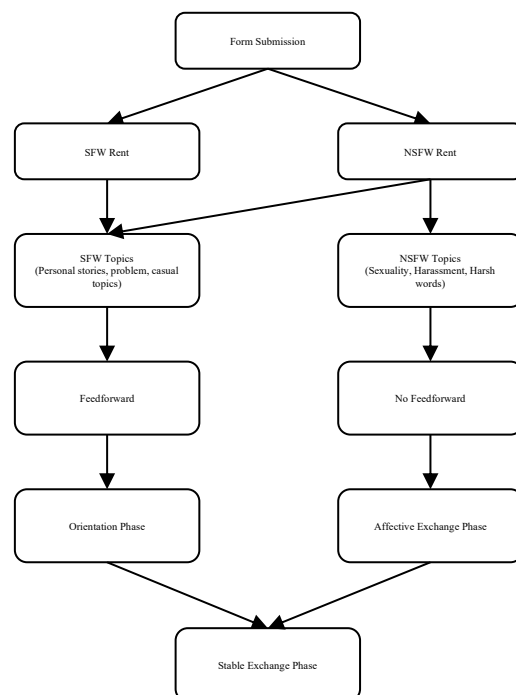 Form Submission
SFW Rent
NSFW Rent
SFW Topics
(Personal stories, problem, casual
topics)
NSFW Topics
(Sexuality, Harassment, Harsh
words)
Feedforward
No Feedforward
Orientation Phase
Affective Exchange Phase
Stable Exchange Phase